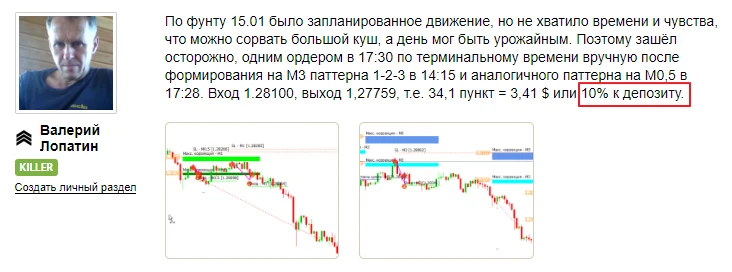 По фунту 15.01 было запланированное движение, но не хватило времени и чувства,
что можно сорвать большой куш, а день мог быть урожайным. Поэтому зашёл
осторожно, одним ордером в 17:30 по терминальному времени вручную после
формирования на М3 паттерна 1-2-3 в 14:15 и аналогичного паттерна на М0,5 в
17:28. Вход 1.28100, выход 1,27759, т.е. 34,1 пункт = 3,41 $ или 10% к депозиту.
Валерий
Лопатин
KILLER
Создать личный раздел